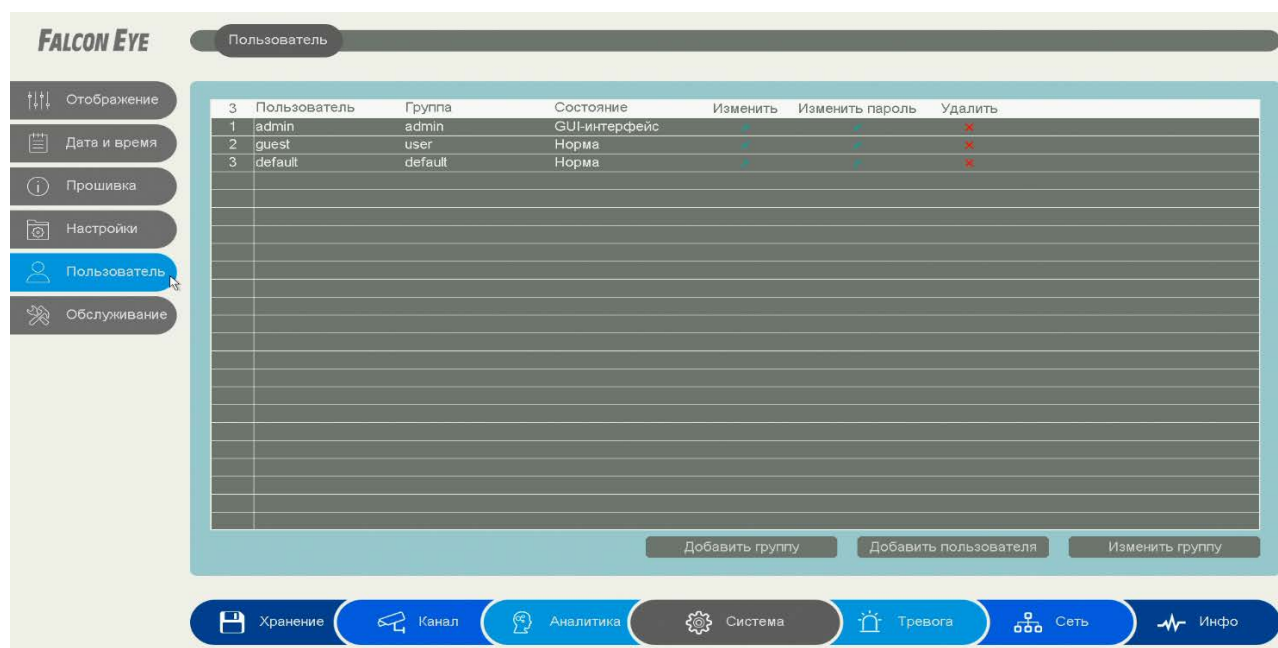 FALCON EYE
Пользователь
Отображение
Дата и время
Прошивка
Настройки
Пользователь
Обслуживание
3 Пользователь Группа Состояние Изменить Изменить пароль Удалить
1 admin admin GUI-интерфейс
2 guest user Норма
3 default default Норма
Добавить группу Добавить пользователя Изменить группу
Хранение Канал Аналитика Система Тревога Сеть Инфо